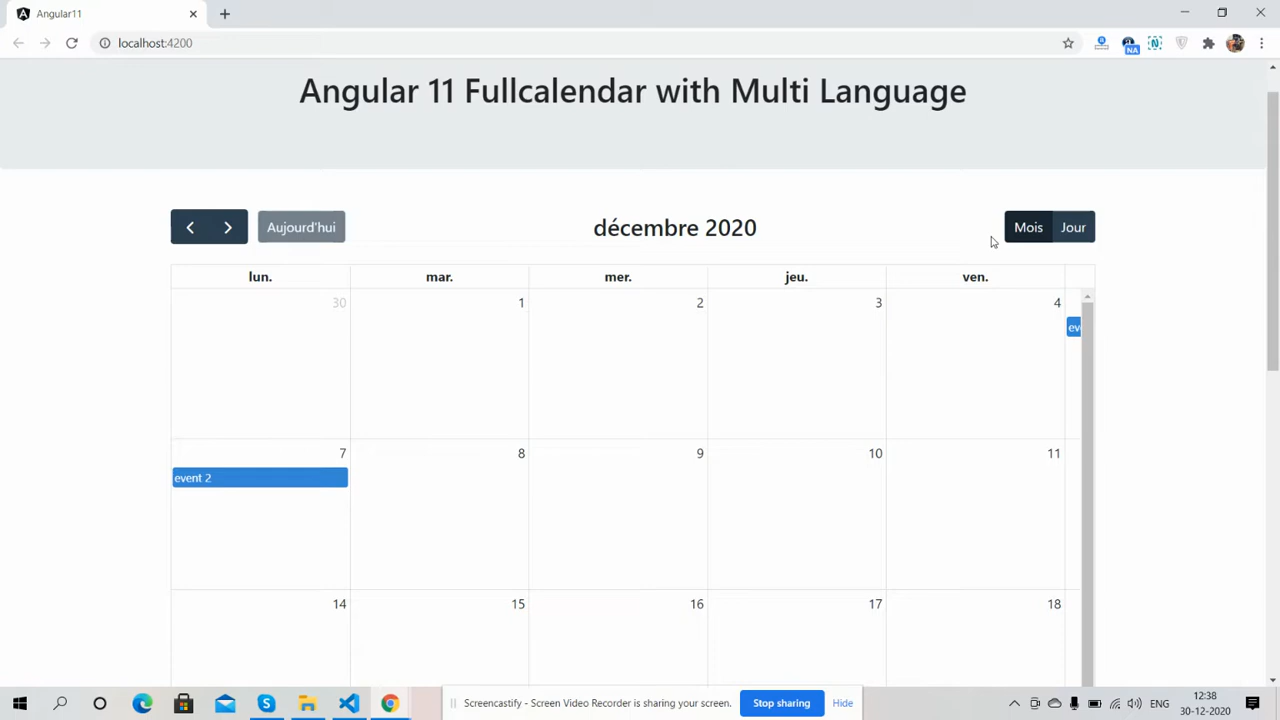 Angular11
localhost:4200
NA
Angular 11 Fullcalendar with Multi Language
Aujourd'hui
décembre 2020
Mois
Jour
lun.
mar.
mer.
jeu.
ven.
30
1
2
3
4
ev
7
8
9
10
11
event 2
14
15
16
17
18
Screencastify - Screen Video Recorder is sharing your screen.
Stop sharing
Hide
ENG
12:38
30-12-2020